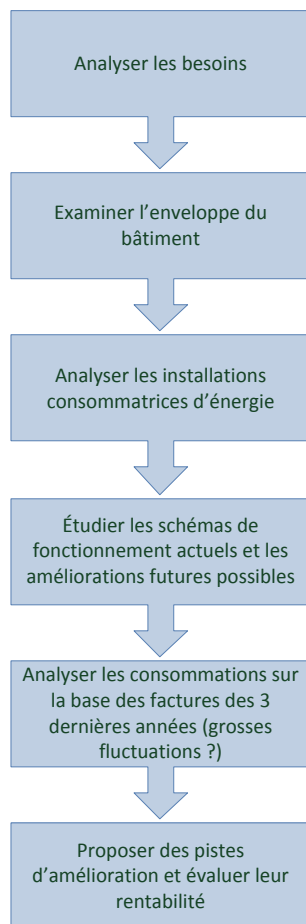 Analyser les besoins
Examiner l'enveloppe du
bâtiment
Analyser les installations
consommatrices d'énergie
Étudier les schémas de
fonctionnement actuels et les
améliorations futures possibles
Analyser les consommations sur
la base des factures des 3
dernières années (grosses
fluctuations ?)
Proposer des pistes
d'amélioration et évaluer leur
rentabilité